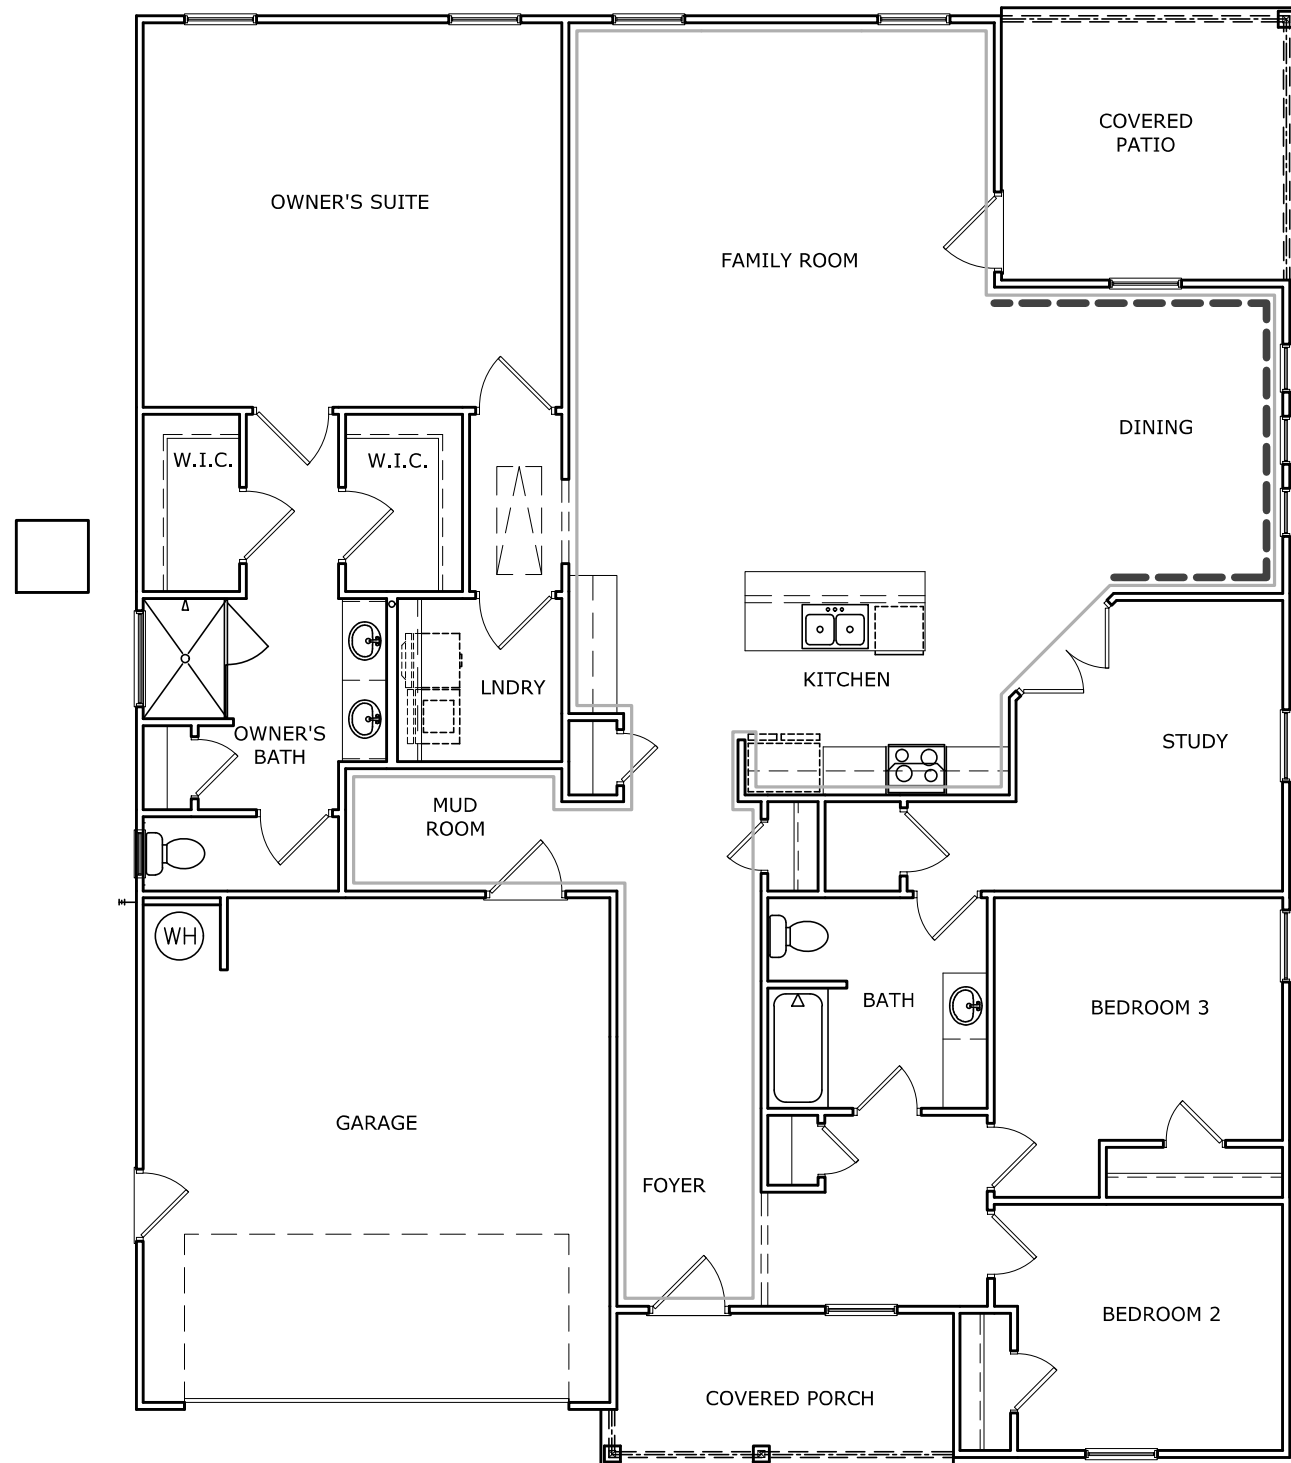 COVERED
PATIO
OWNER'S SUITE
FAMILY ROOM
DINING
W.I.C.
W.I.C.
KITCHEN
LNDRY
OWNER'S
BATH
STUDY
MUD
ROOM
WH
BATH
BEDROOM 3
GARAGE
FOYER
BEDROOM 2
COVERED PORCH